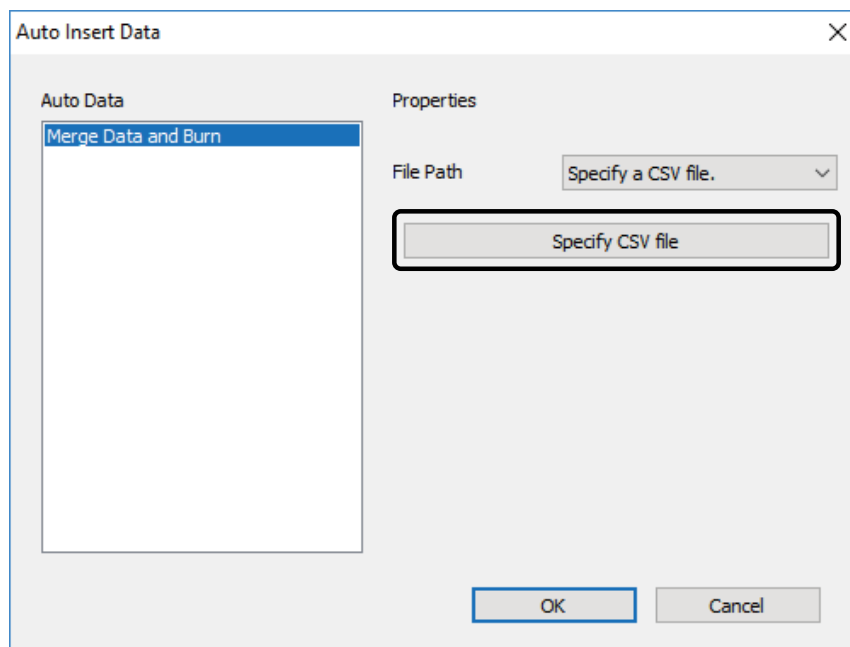 Auto Insert Data
Auto Data
Merge Data and Burn
Properties
File Path
Specify a CSV file.
Specify CSV file
OK
Cancel